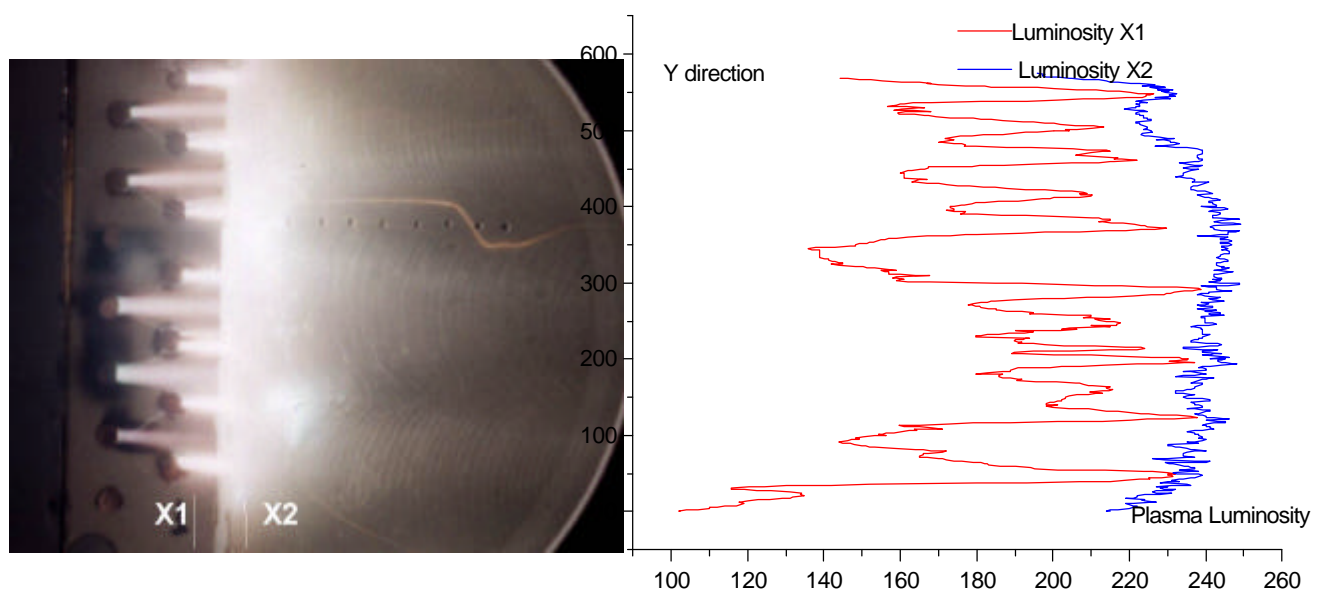 Luminosity X1
Luminosity X2
Y direction
600
500
400
300
200
100
X1
X2
Plasma Luminosity
100 120 140 160 180 200 220 240 260